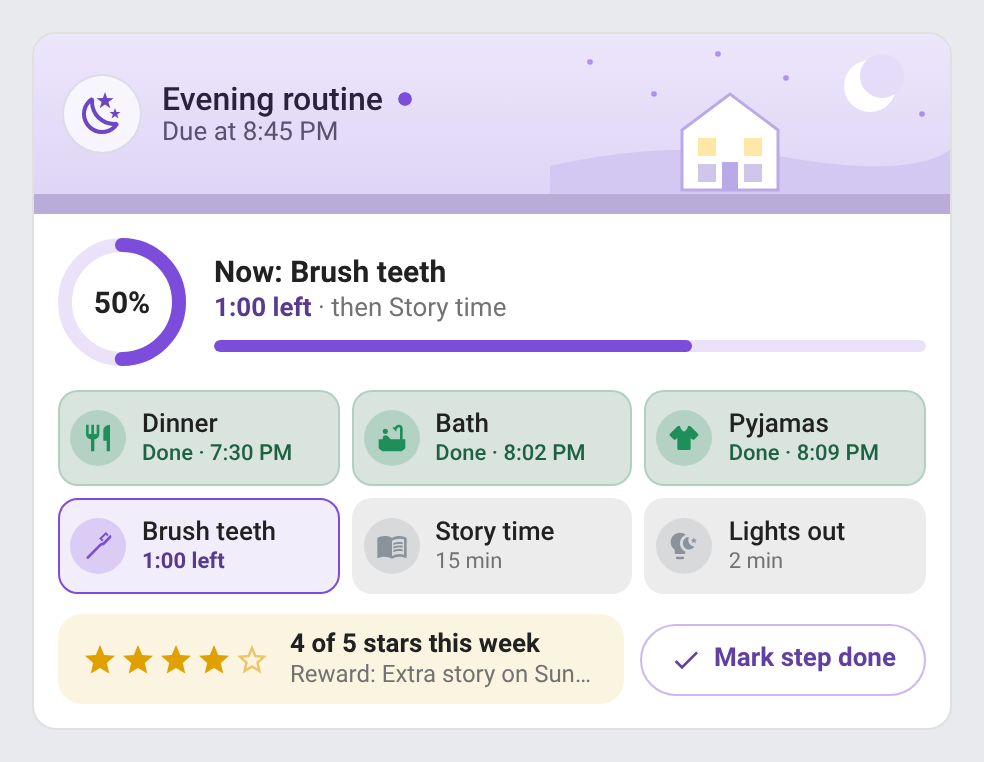 Evening routine
Due at 8:45 PM
50%
Now: Brush teeth
1:00 left · then Story time
Dinner
Done · 7:30 PM
Bath
Done · 8:02 PM
Pyjamas
Done · 8:09 PM
Brush teeth
1:00 left
Story time
15 min
Lights out
2 min
4 of 5 stars this week
Reward: Extra story on Sun...
Mark step done